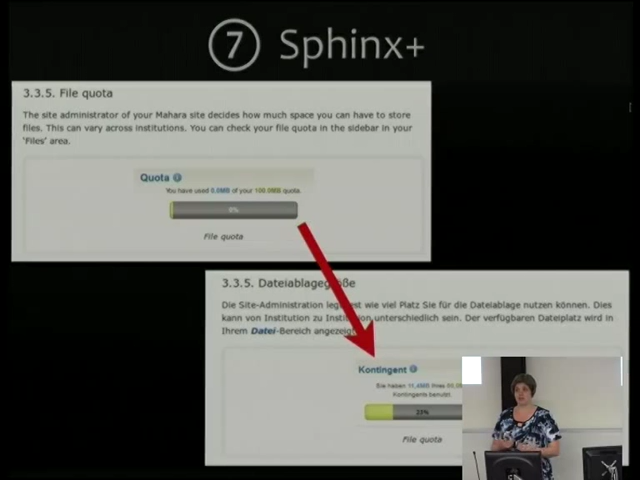 7 Sphinx+
3.3.5. File quota
The site administrator of your Mahara site decides how much space you can have to store
files. This can vary across institutions. You can check your file quota in the sidebar in your
'Files' area.
Quota
You have used 0.0MB of your 100.0MB quota.
0%
File quota
3.3.5. Dateiablagegröße
Die Site-Administration legt fest wie viel Platz Sie für die Dateiablage nutzen können. Dies
kann von Institution zu Institution unterschiedlich sein. Der verfügbaren Dateiplatz wird in
Ihrem Datei-Bereich angezeigt
Kontingent
Sie haben 11,4MB Ihres
Kontingents benutzt.
23%
File quota